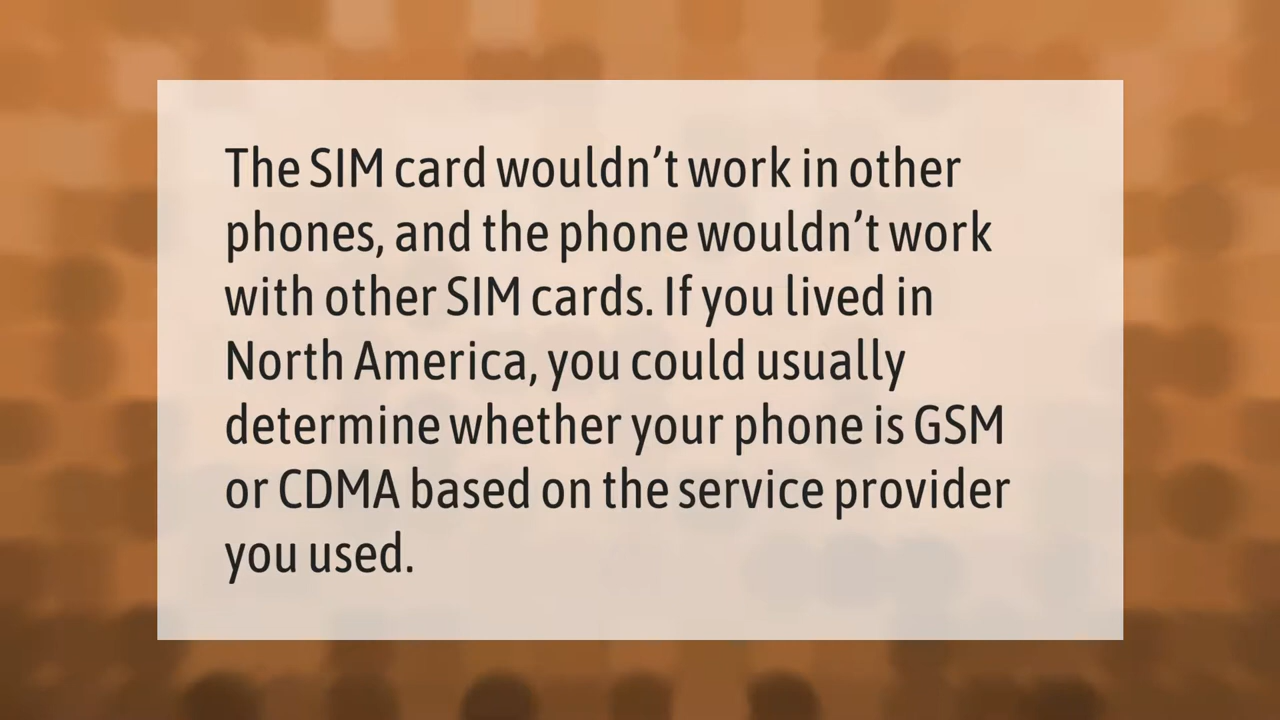 The SIM card wouldn’t work in other
phones, and the phone wouldn’t work
with other SIM cards. If you lived in
North America, you could usually
determine whether your phone is GSM
or CDMA based on the service provider
you used.